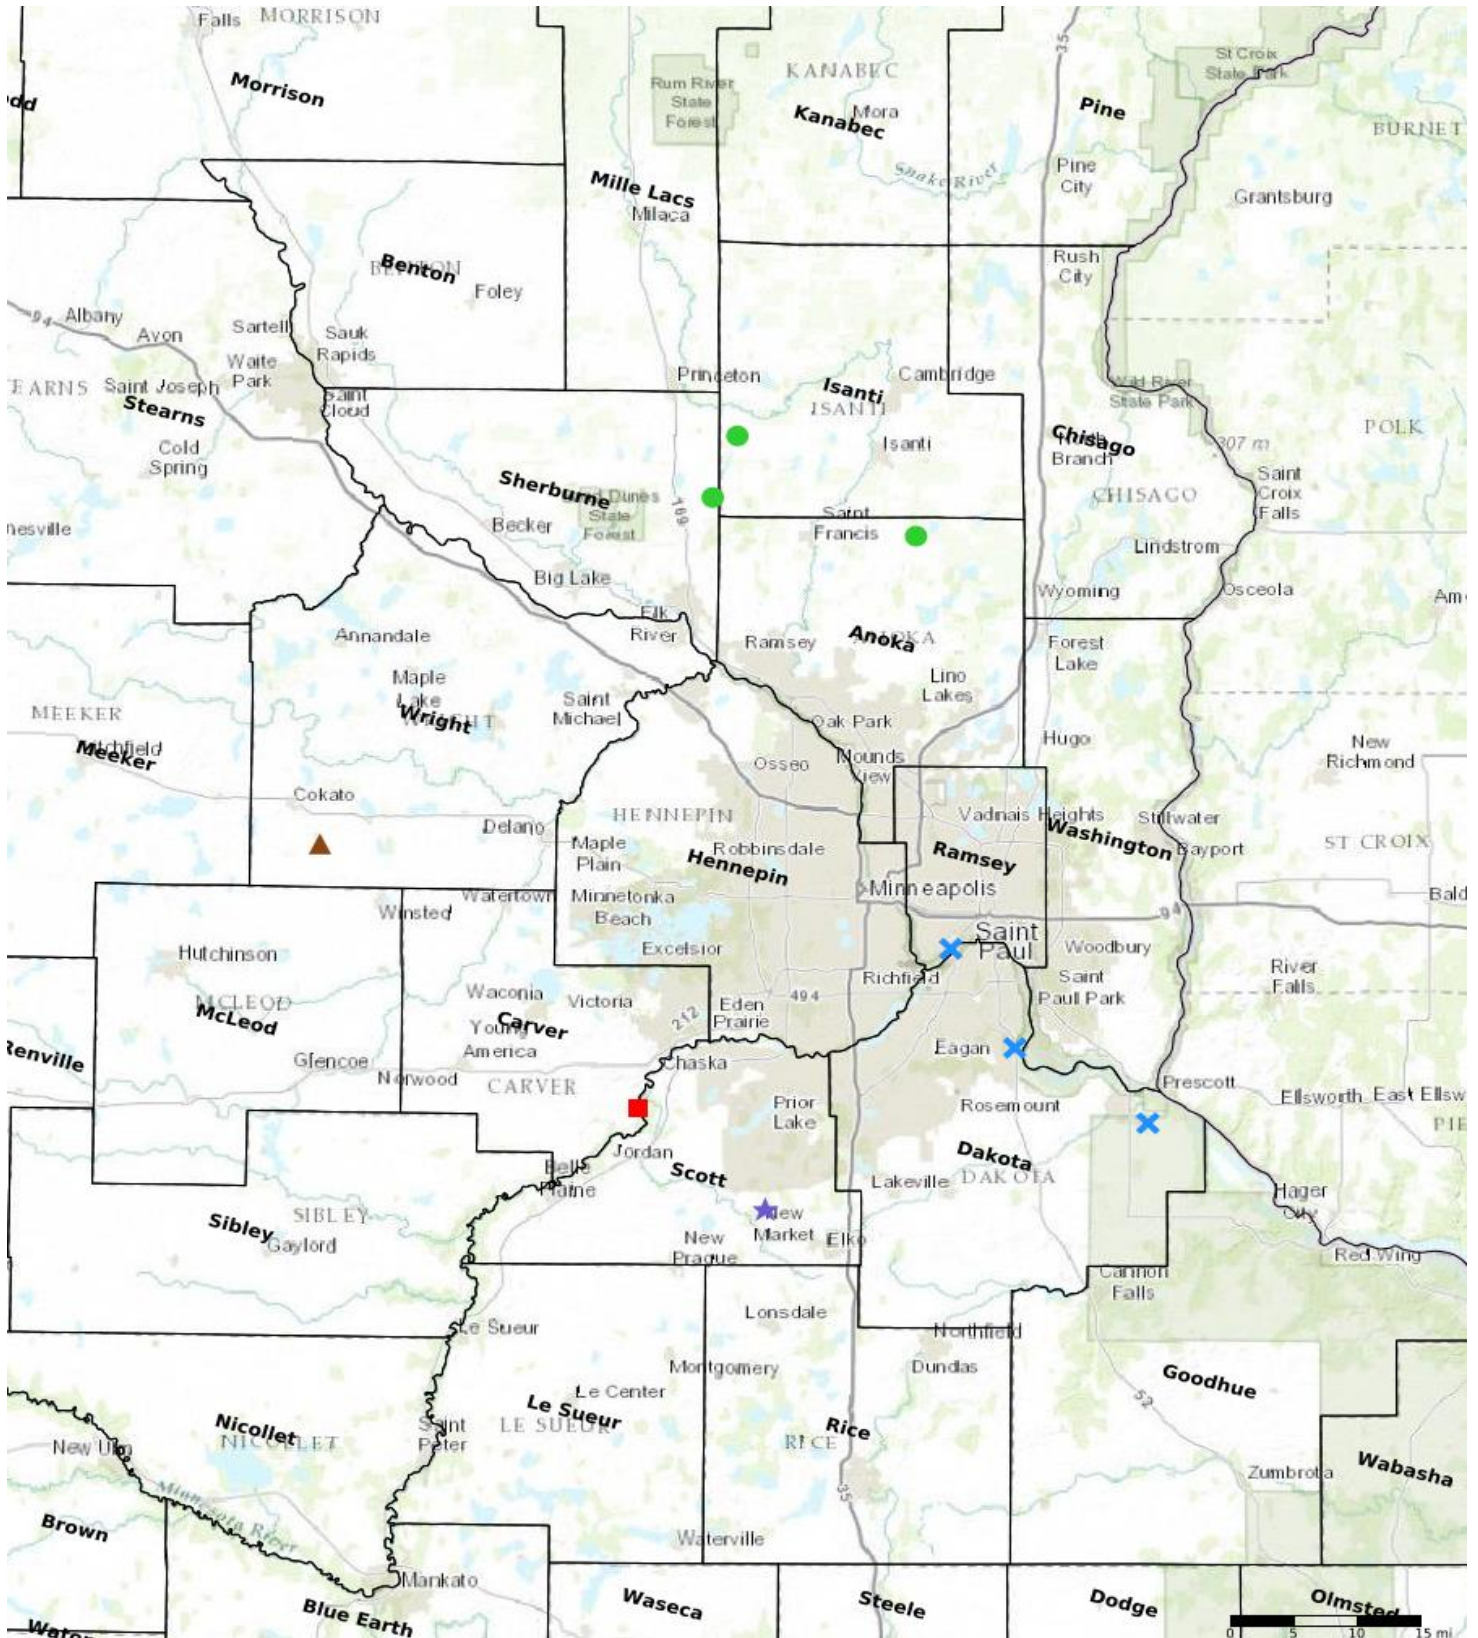 Falls
MORRISON
Morrison
Rum River
State
Forest
KANABEC
Mora
Kanabec
35
Pine
St Croix
State Park
BURNET
Pine
City
Snake River
Grantsburg
Mille Lacs
Milaca
Benton
Foley
Rush
City
94
Albany
Avon
Sartell
Sauk
Rapids
Waite
Park
Saint Joseph
Stearns
Saint
Cloud
Cold
Spring
Princeton
Isanti
ISANTI
Cambridge
Isanti
Wild River
State Park
Chisago
Branch
CHISAGO
307 m
POLK
Saint
Croix
Falls
Sherburne
Dunes
State
Forest
Becker
169
Saint
Francis
Lindstrom
Big Lake
Wyoming
Osceola
Elk
River
Ramsey
Anoka
Forest
Lake
Lino
Lakes
Annandale
Maple
Lake
Wright
Saint
Michael
MEEKER
Meeker
Oak Park
Mounds
View
Osseo
Hugo
New
Richmond
Cokato
Delano
HENNEPIN
Maple
Plain
Robbinsdale
Hennepin
Vadnais Heights
Ramsey
Washington
Stillwater
Bayport
ST CROIX
Minneapolis
Minnetonka
Beach
Watertown
Winsted
94
Saint
Paul
Woodbury
Hutchinson
Excelsior
Richfield
Saint
Paul Park
River
Falls
MCLEOD
McLeod
Waconia
Victoria
Young
America
Carver
CARVER
212
Eden
Prairie
494
Renville
Glencoe
Norwood
Chaska
Eagan
Prescott
Ellsworth
East Ellsw
PIE
Prior
Lake
Rosemount
Jordan
Scott
Belle
Plaine
Dakota
DAKOTA
Lakeville
Hager
City
SIBLEY
Sibley
Gaylord
New
Market
Elko
New
Prague
Red Wing
Cannon
Falls
Le Sueur
Lonsdale
Northfield
Dundas
Montgomery
Le Center
Le Sueur
LE SUEUR
Goodhue
52
Rice
RICE
Nicollet
NICOLLET
New Ulm
Saint
Peter
Minnesota River
Zumbrota
Wabasha
35
Brown
Waterville
Mankato
Blue Earth
Waseca
Steele
Dodge
Olmsted
0 5 10 15 mi